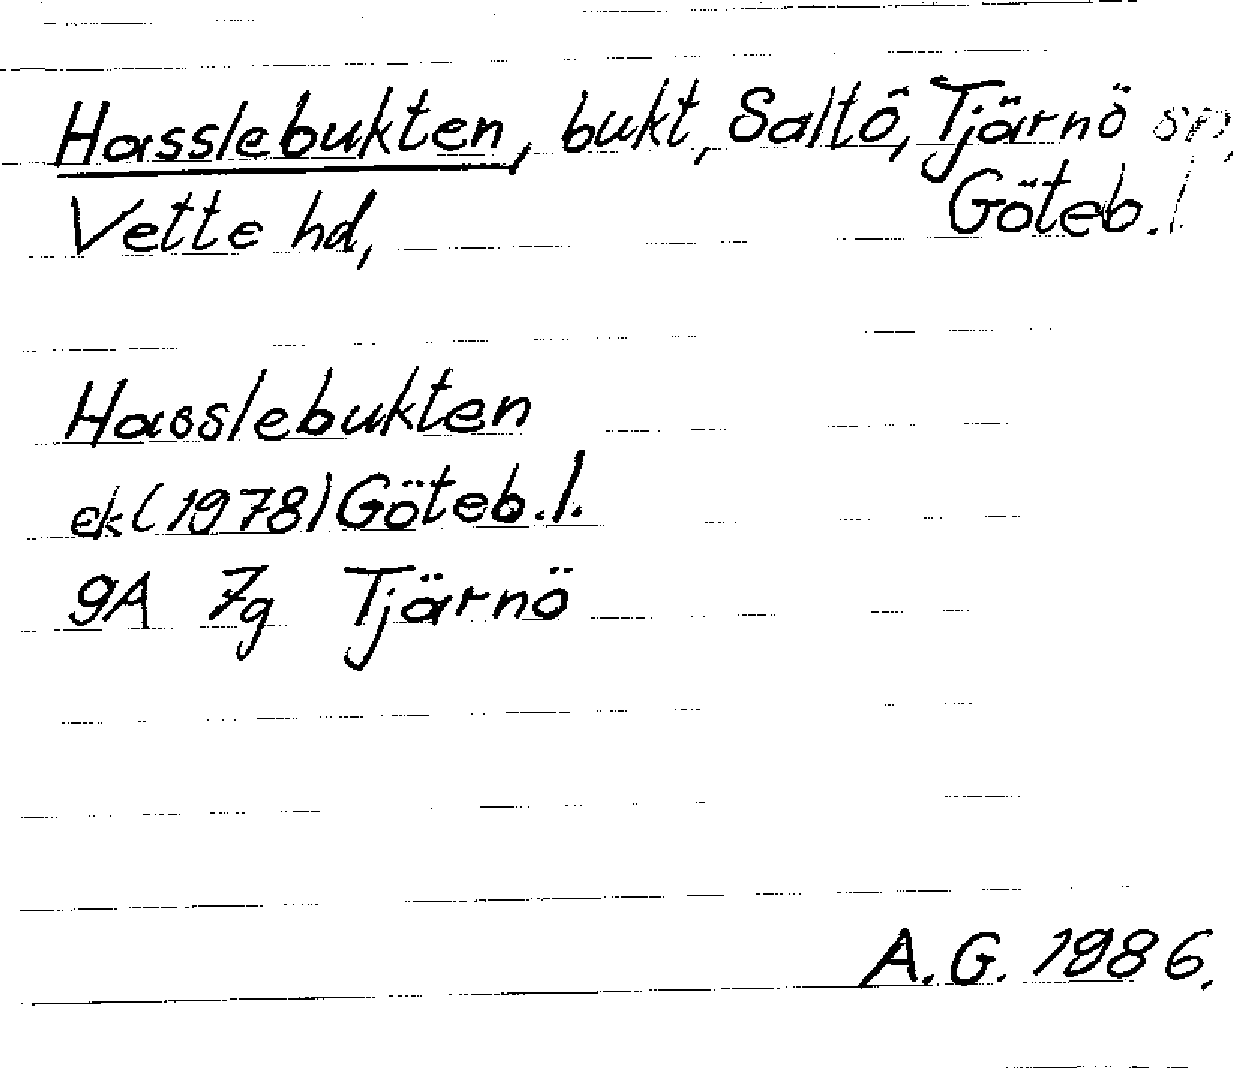 Hasslebukten, bukt, Saltö, Tjärnö sn,
Vette hd, Göteb. l
Hasslebukten
ek (1978) Göteb. l.
9A 7g Tjärnö
A.G. 1986.